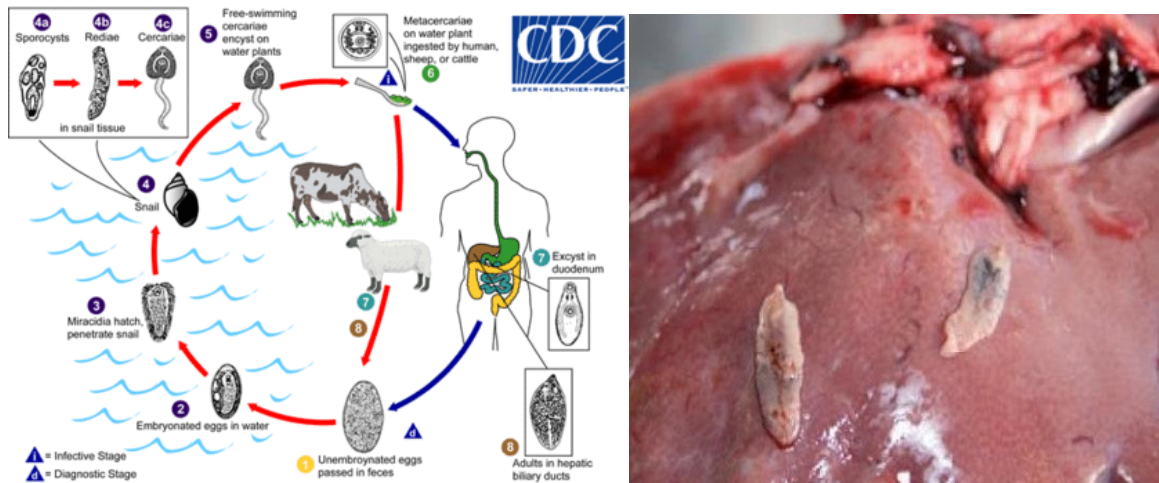 4a
4b
4c
Sporocysts
Rediae
Cercariae
in snail tissue
5
Free-swimming
cercariae
encyst on
water plants
Metacercariae
on water plant
ingested by human,
sheep, or cattle
6
i
CDC
SAFER•HEALTHIER•PEOPLE™
4
Snail
3
Miracidia hatch,
penetrate snail
2
Embryonated eggs in water
1
Unembroynated eggs
passed in feces
d
7
8
7
Excyst in
duodenum
8
Adults in hepatic
biliary ducts
i = Infective Stage
d = Diagnostic Stage